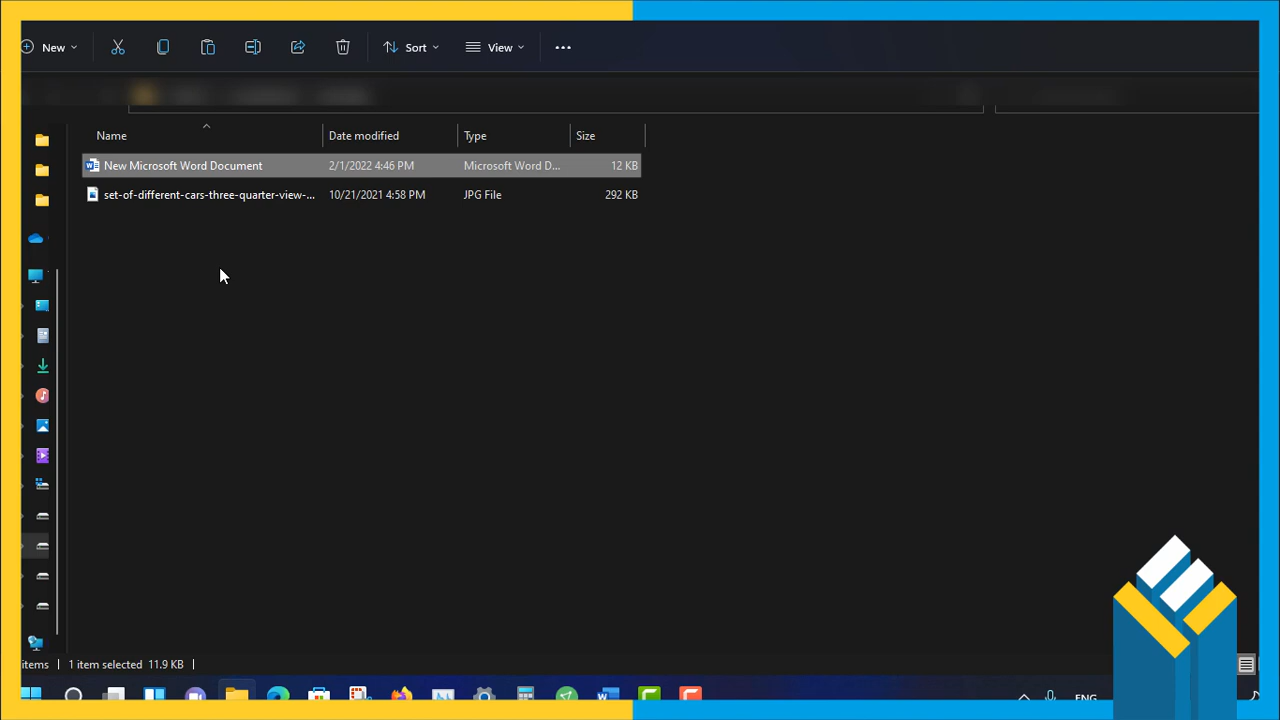 New
Sort
View
Name Date modified Type Size
New Microsoft Word Document 2/1/2022 4:46 PM Microsoft Word D... 12 KB
set-of-different-cars-three-quarter-view-... 10/21/2021 4:58 PM JPG File 292 KB
items 1 item selected 11.9 KB
ENG